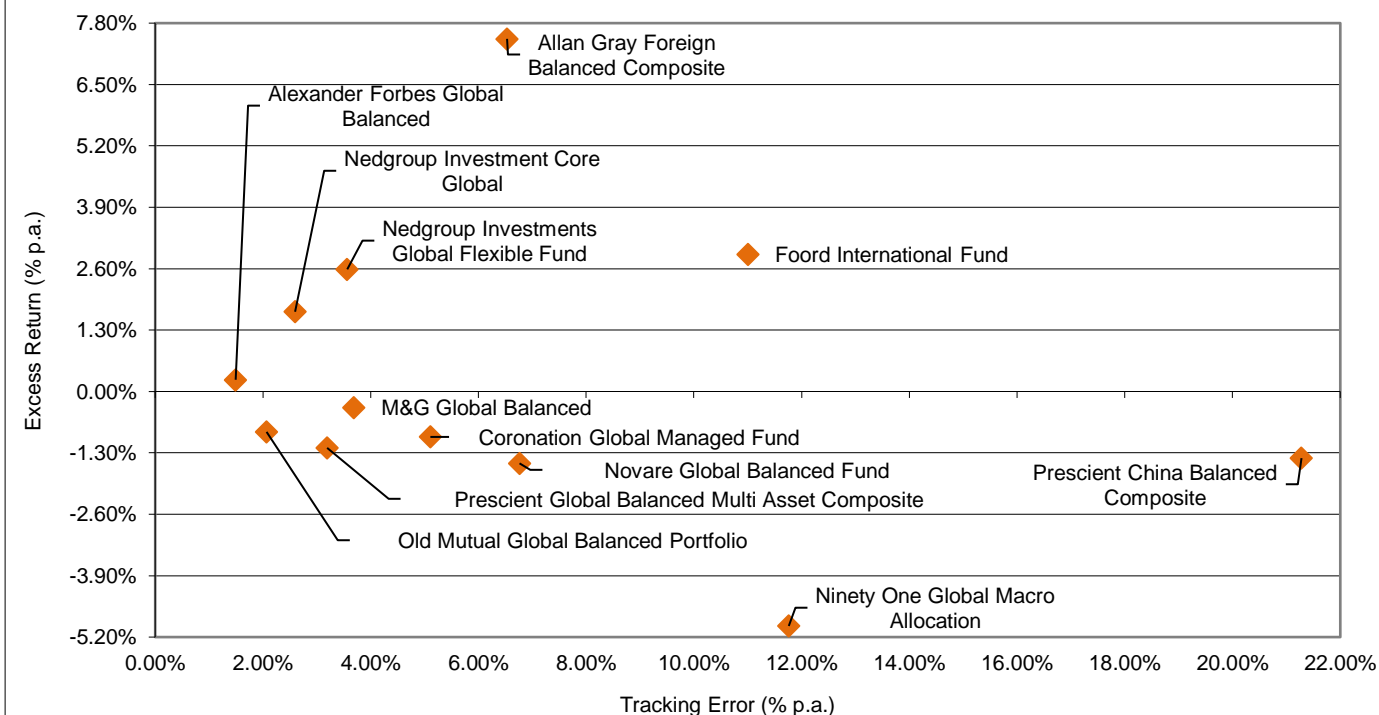 7.80%
6.50%
5.20%
3.90%
2.60%
1.30%
0.00%
-1.30%
-2.60%
-3.90%
-5.20%
Excess Return (% p.a.)
Allan Gray Foreign
Balanced Composite
Alexander Forbes Global
Balanced
Nedgroup Investment Core
Global
Nedgroup Investments
Global Flexible Fund
Foord International Fund
M&G Global Balanced
Coronation Global Managed Fund
Novare Global Balanced Fund
Prescient China Balanced
Composite
Prescient Global Balanced Multi Asset Composite
Old Mutual Global Balanced Portfolio
Ninety One Global Macro
Allocation
0.00% 2.00% 4.00% 6.00% 8.00% 10.00% 12.00% 14.00% 16.00% 18.00% 20.00% 22.00%
Tracking Error (% p.a.)